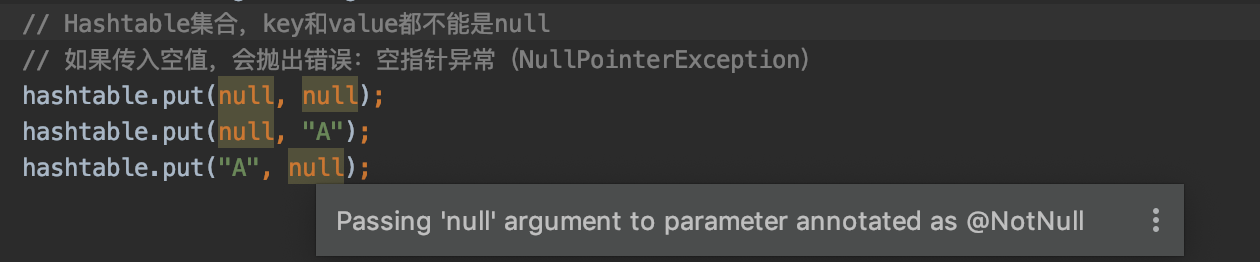 // Hashtable集合，key和value都不能是null
// 如果传入空值，会抛出错误：空指针异常（NullPointerException）
hashtable.put(null, null);
hashtable.put(null, "A");
hashtable.put("A", null);
Passing 'null' argument to parameter annotated as @NotNull